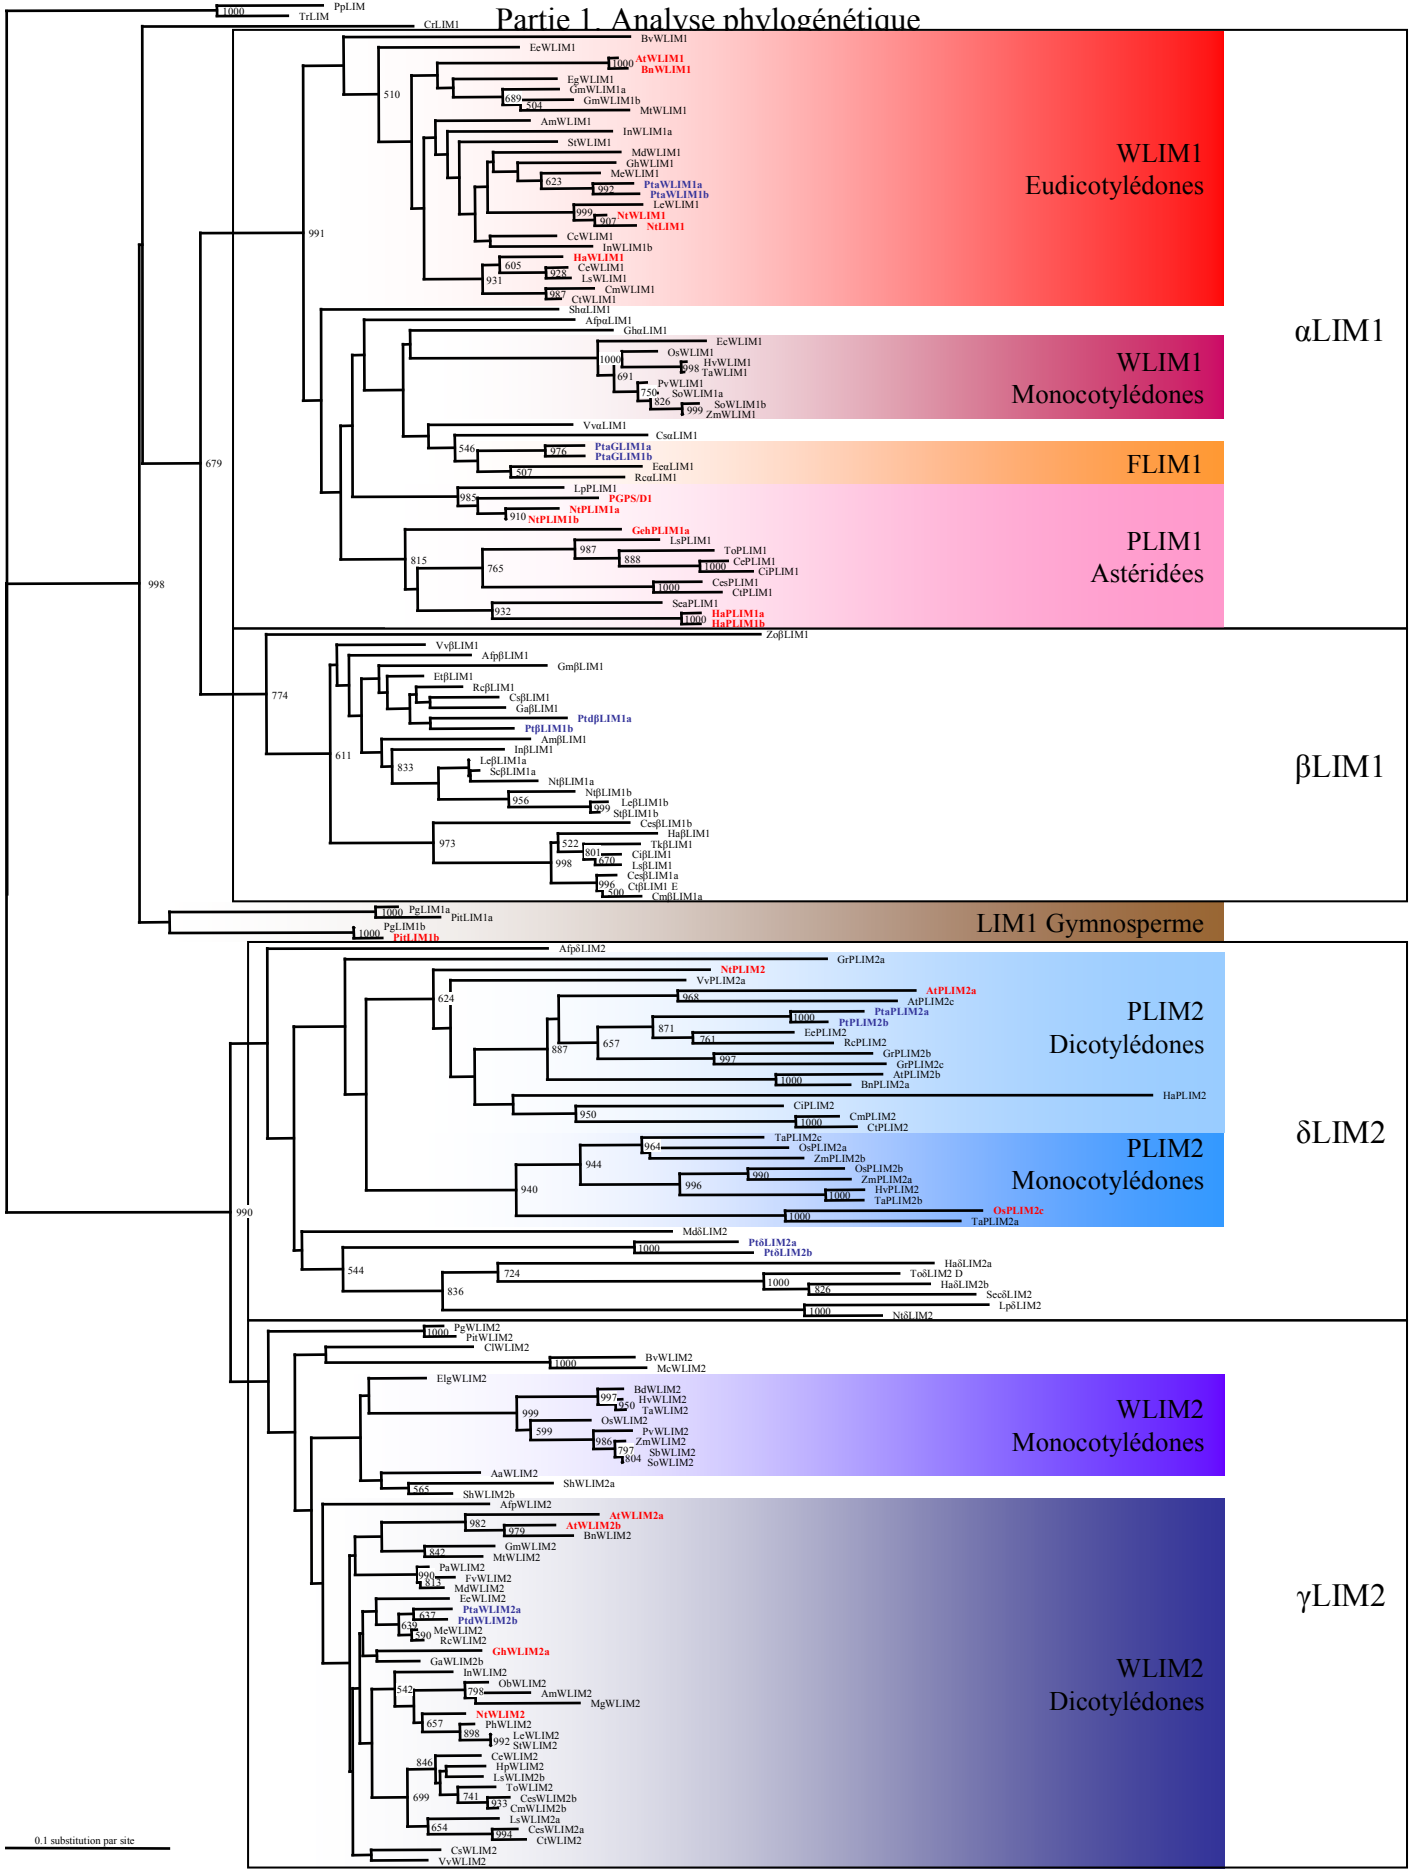 Partie 1. Analyse phylogénétique
PpLIM
1000
TrLIM
CrLIM1
BvWLIM1
EeWLIM1
AtWLIM1
1000
BnWLIM1
EgWLIM1
510
GmWLIM1a
689
GmWLIM1b
504
MtWLIM1
AmWLIM1
InWLIM1a
StWLIM1
MdWLIM1
WLIM1
Eudicotylédones
GhWLIM1
MeWLIM1
623
PtaWLIM1a
992
PtaWLIM1b
LeWLIM1
999
NtWLIM1
907
NtLIM1
991
CcWLIM1
InWLIM1b
HaWLIM1
605
CeWLIM1
928
LsWLIM1
931
CmWLIM1
987
CtWLIM1
ShαLIM1
AfpαLIM1
GhαLIM1
αLIM1
EcWLIM1
OsWLIM1
1000
HvWLIM1
998
TaWLIM1
691
PvWLIM1
750
SoWLIM1a
826
SoWLIM1b
999
ZmWLIM1
WLIM1
Monocotylédones
VvαLIM1
CsαLIM1
546
PtaGLIM1a
976
PtaGLIM1b
679
EeαLIM1
507
RcαLIM1
FLIM1
LpPLIM1
985
PGPS/D1
NtPLIM1a
910
NtPLIM1b
GehPLIM1a
LsPLIM1
987
ToPLIM1
815
888
CePLIM1
765
1000
CiPLIM1
PLIM1
Astéridées
998
CesPLIM1
1000
CtPLIM1
SeaPLIM1
932
HaPLIM1a
1000
HaPLIM1b
ZoβLIM1
VvβLIM1
AfpβLIM1
GmβLIM1
EtβLIM1
RcβLIM1
774
CsβLIM1
GaβLIM1
PtdβLIM1a
PtβLIM1b
AmβLIM1
611
InβLIM1
833
LeβLIM1a
ScβLIM1a
βLIM1
NtβLIM1a
NtβLIM1b
956
LeβLIM1b
999
StβLIM1b
CesβLIM1b
HaβLIM1
973
522
TkβLIM1
801
CiβLIM1
998
670
LsβLIM1
CesβLIM1a
996
CtβLIM1 E
500
CmβLIM1a
PgLIM1a
1000
PitLIM1a
PgLIM1b
1000
PitLIM1b
LIM1 Gymnosperme
AfpδLIM2
GrPLIM2a
NtPLIM2
VvPLIM2a
624
AtPLIM2a
968
AtPLIM2c
PtaPLIM2a
1000
PtPLIM2b
871
EcPLIM2
657
761
RcPLIM2
887
GrPLIM2b
997
GrPLIM2c
AtPLIM2b
1000
BnPLIM2a
PLIM2
Dicotylédones
HaPLIM2
CiPLIM2
950
CmPLIM2
1000
CtPLIM2
δLIM2
TaPLIM2c
964
OsPLIM2a
ZmPLIM2b
944
OsPLIM2b
990
ZmPLIM2a
940
996
HvPLIM2
1000
TaPLIM2b
OsPLIM2c
990
1000
TaPLIM2a
PLIM2
Monocotylédones
MdδLIM2
PtδLIM2a
1000
PtδLIM2b
544
HaδLIM2a
724
ToδLIM2 D
1000
HaδLIM2b
836
826
SecδLIM2
LpδLIM2
1000
NtδLIM2
PgWLIM2
1000
PitWLIM2
ClWLIM2
BvWLIM2
1000
McWLIM2
ElgWLIM2
BdWLIM2
997
HvWLIM2
950
TaWLIM2
999
OsWLIM2
599
PvWLIM2
986
ZmWLIM2
797
SbWLIM2
804
SoWLIM2
WLIM2
Monocotylédones
AaWLIM2
ShWLIM2a
565
ShWLIM2b
AfpWLIM2
AtWLIM2a
982
AtWLIM2b
979
BnWLIM2
GmWLIM2
842
MtWLIM2
PaWLIM2
990
FvWLIM2
813
MdWLIM2
EeWLIM2
PtaWLIM2a
637
PtdWLIM2b
639
MeWLIM2
590
RcWLIM2
γLIM2
GhWLIM2a
GaWLIM2b
InWLIM2
ObWLIM2
542
798
AmWLIM2
MgWLIM2
WLIM2
Dicotylédones
NtWLIM2
657
PhWLIM2
898
LeWLIM2
992
StWLIM2
CeWLIM2
846
HpWLIM2
LsWLIM2b
ToWLIM2
699
741
CesWLIM2b
933
CmWLIM2b
LsWLIM2a
654
CesWLIM2a
994
CtWLIM2
CsWLIM2
VvWLIM2
0.1 substitution par site